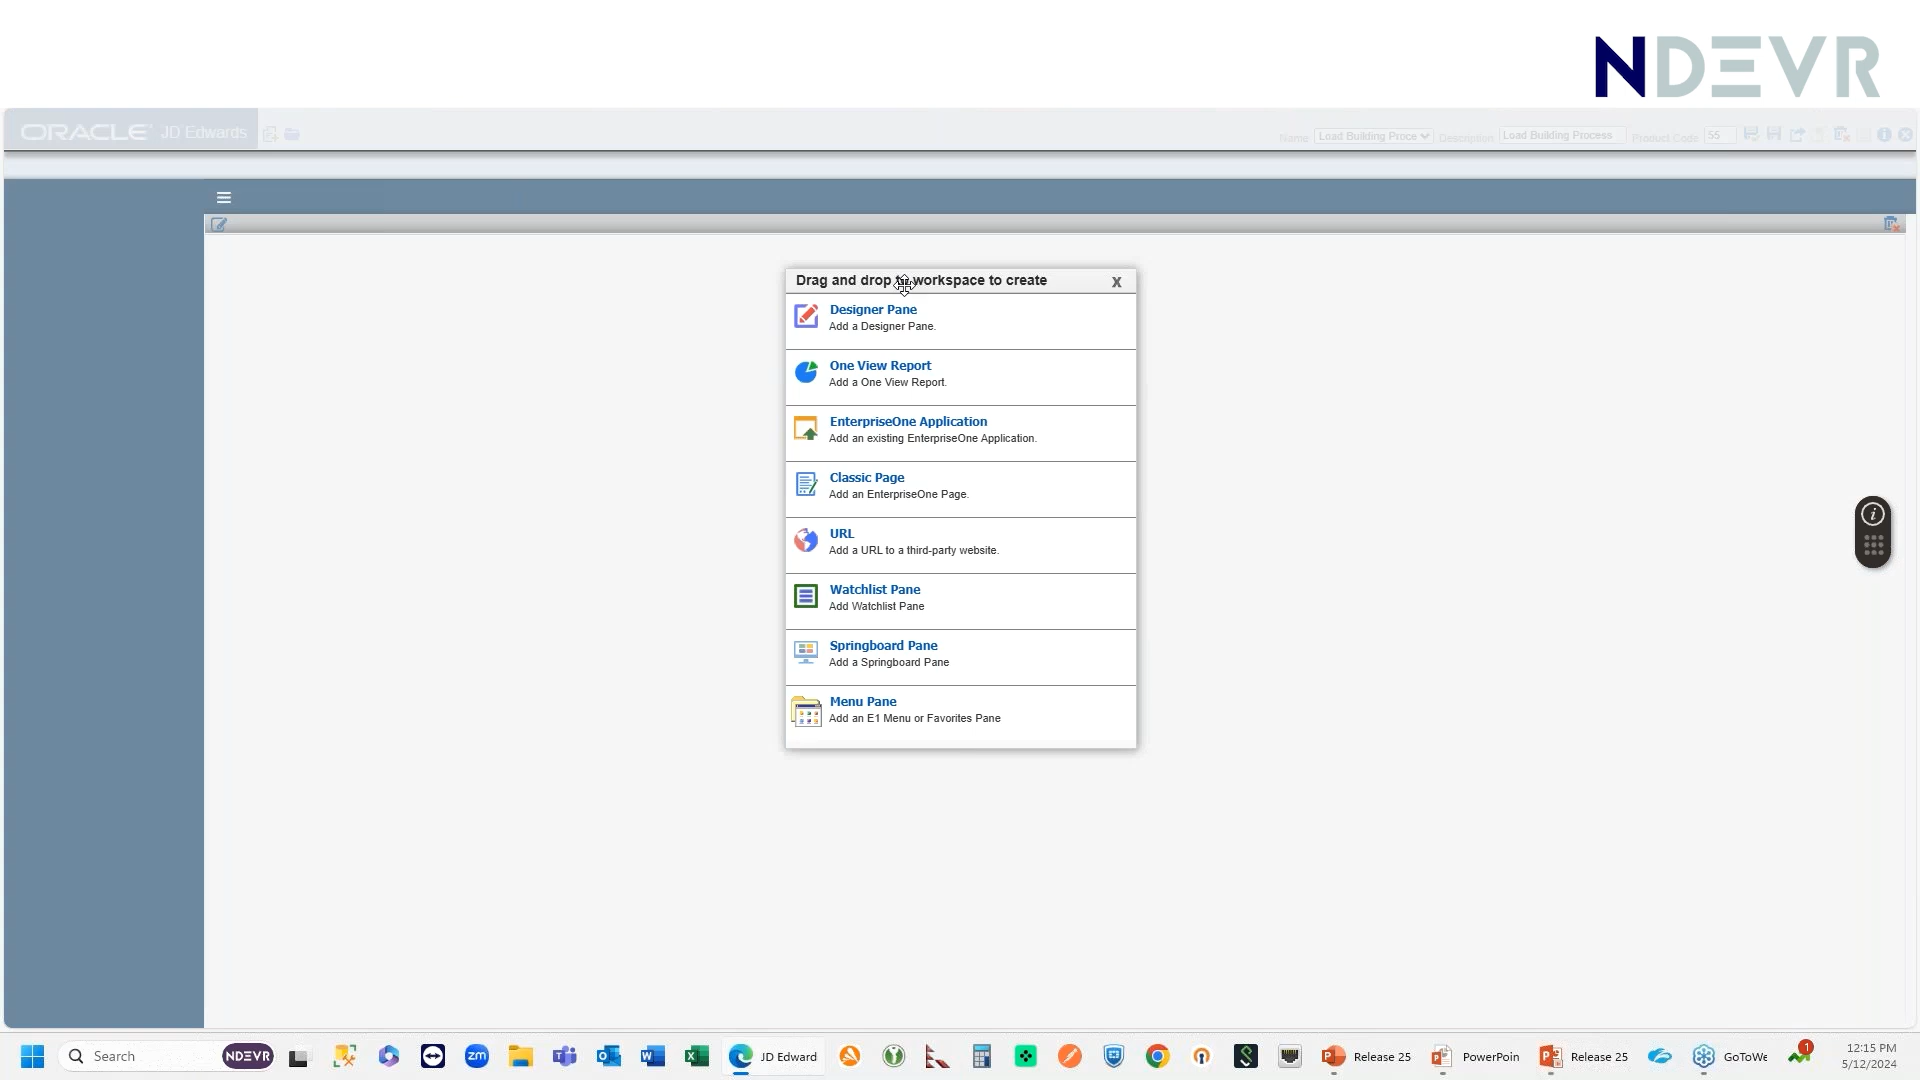 NDEVR
ORACLE JD Edwards
Name Load Building Proce Description Load Building Process Product Code 55
Drag and drop to workspace to create X
Designer Pane
Add a Designer Pane.
One View Report
Add a One View Report.
EnterpriseOne Application
Add an existing EnterpriseOne Application.
Classic Page
Add an EnterpriseOne Page.
URL
Add a URL to a third-party website.
Watchlist Pane
Add Watchlist Pane
Springboard Pane
Add a Springboard Pane
Menu Pane
Add an E1 Menu or Favorites Pane
Search NDEVR zm JD Edward Release 25 PowerPoin Release 25 GoToWe 1 12:15 PM
5/12/2024